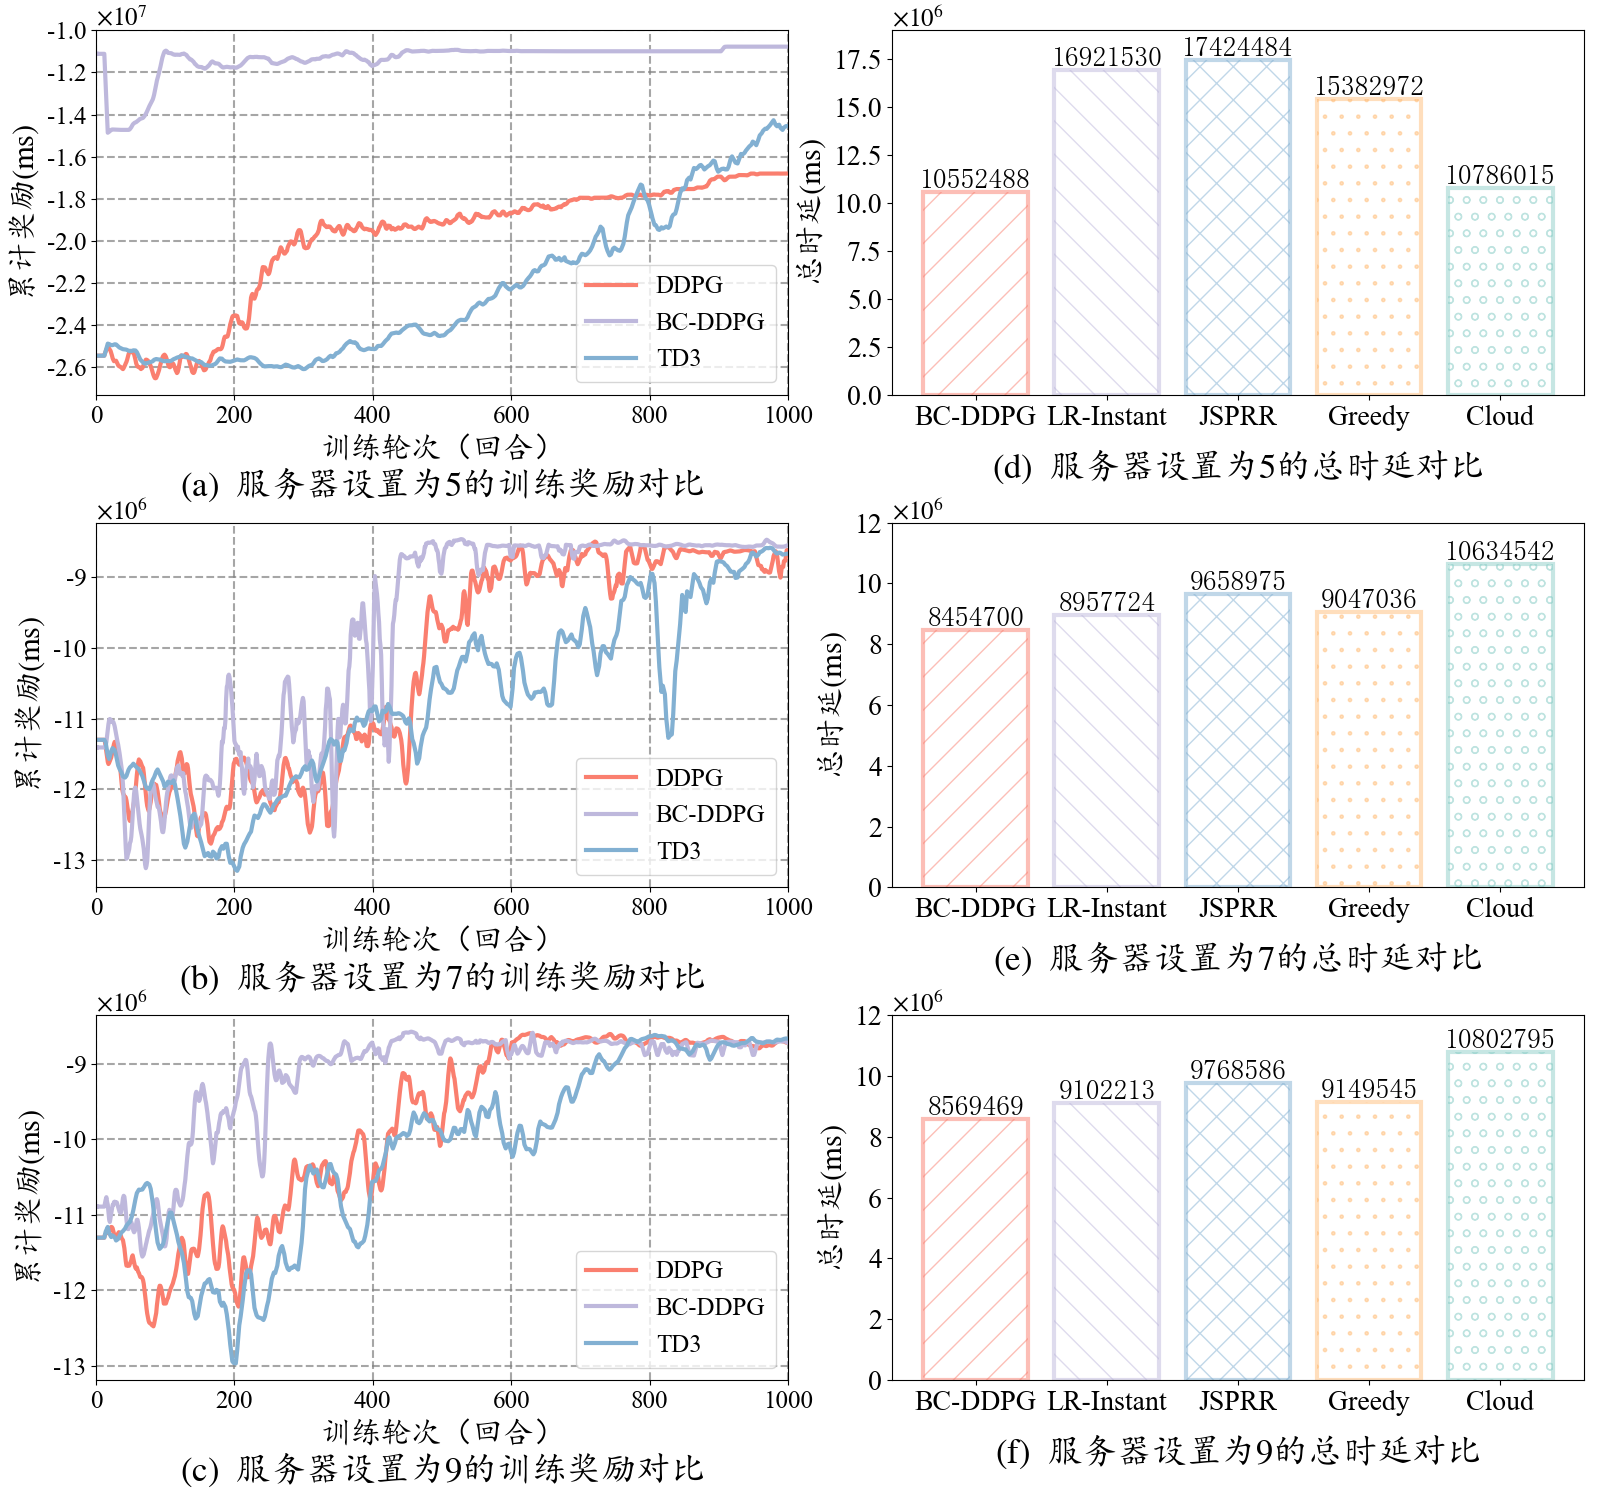 ×10⁷
-1.0
-1.2
-1.4
-1.6
-1.8
-2.0
-2.2
-2.4
-2.6
累计奖励(ms)
DDPG
BC-DDPG
TD3
0 200 400 600 800 1000
训练轮次（回合）
(a) 服务器设置为5的训练奖励对比
×10⁶
17.5
15.0
12.5
10.0
7.5
5.0
2.5
0.0
总时延(ms)
10552488 16921530 17424484 15382972 10786015
BC-DDPG LR-Instant JSPRR Greedy Cloud
(d) 服务器设置为5的总时延对比
×10⁶
-9
-10
-11
-12
-13
累计奖励(ms)
DDPG
BC-DDPG
TD3
0 200 400 600 800 1000
训练轮次（回合）
(b) 服务器设置为7的训练奖励对比
×10⁶
12
10
8
6
4
2
0
总时延(ms)
8454700 8957724 9658975 9047036 10634542
BC-DDPG LR-Instant JSPRR Greedy Cloud
(e) 服务器设置为7的总时延对比
×10⁶
-9
-10
-11
-12
-13
累计奖励(ms)
DDPG
BC-DDPG
TD3
0 200 400 600 800 1000
训练轮次（回合）
(c) 服务器设置为9的训练奖励对比
×10⁶
12
10
8
6
4
2
0
总时延(ms)
8569469 9102213 9768586 9149545 10802795
BC-DDPG LR-Instant JSPRR Greedy Cloud
(f) 服务器设置为9的总时延对比